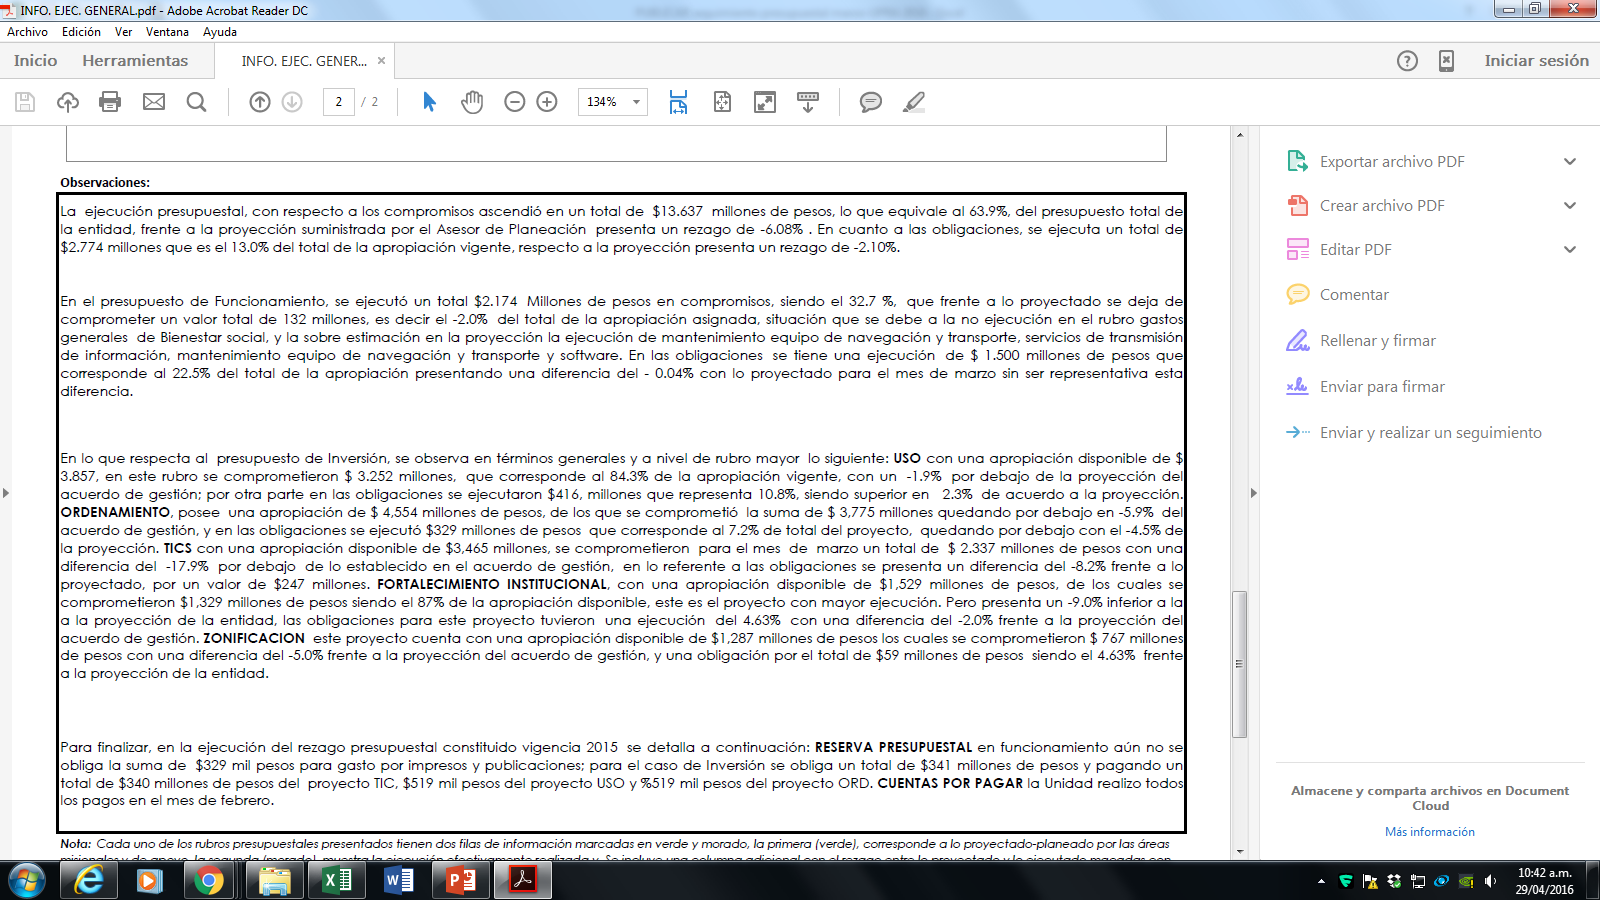 INFO. EJEC. GENERAL.pdf - Adobe Acrobat Reader DC
Archivo Edición Ver Ventana Ayuda
Inicio Herramientas INFO. EJEC. GENER... × Iniciar sesión
2 / 2 134%
Observaciones:
La ejecución presupuestal, con respecto a los compromisos ascendió en un total de $13.637 millones de pesos, lo que equivale al 63.9%, del presupuesto total de
la entidad, frente a la proyección suministrada por el Asesor de Planeación presenta un rezago de -6.08% . En cuanto a las obligaciones, se ejecuta un total de
$2.774 millones que es el 13.0% del total de la apropiación vigente, respecto a la proyección presenta un rezago de -2.10%.
En el presupuesto de Funcionamiento, se ejecutó un total $2.174 Millones de pesos en compromisos, siendo el 32.7 %, que frente a lo proyectado se deja de
comprometer un valor total de 132 millones, es decir el -2.0% del total de la apropiación asignada, situación que se debe a la no ejecución en el rubro gastos
generales de Bienestar social, y la sobre estimación en la proyección la ejecución de mantenimiento equipo de navegación y transporte, servicios de transmisión
de información, mantenimiento equipo de navegación y transporte y software. En las obligaciones se tiene una ejecución de $ 1.500 millones de pesos que
corresponde al 22.5% del total de la apropiación presentando una diferencia del - 0.04% con lo proyectado para el mes de marzo sin ser representativa esta
diferencia.
En lo que respecta al presupuesto de Inversión, se observa en términos generales y a nivel de rubro mayor lo siguiente: USO con una apropiación disponible de $
3.857, en este rubro se comprometieron $ 3.252 millones, que corresponde al 84.3% de la apropiación vigente, con un -1.9% por debajo de la proyección del
acuerdo de gestión; por otra parte en las obligaciones se ejecutaron $416, millones que representa 10.8%, siendo superior en 2.3% de acuerdo a la proyección.
ORDENAMIENTO, posee una apropiación de $ 4,554 millones de pesos, de los que se comprometió la suma de $ 3,775 millones quedando por debajo en -5.9% del
acuerdo de gestión, y en las obligaciones se ejecutó $329 millones de pesos que corresponde al 7.2% de total del proyecto, quedando por debajo con el -4.5% de
la proyección. TICS con una apropiación disponible de $3,465 millones, se comprometieron para el mes de marzo un total de $ 2.337 millones de pesos con una
diferencia del -17.9% por debajo de lo establecido en el acuerdo de gestión, en lo referente a las obligaciones se presenta un diferencia del -8.2% frente a lo
proyectado, por un valor de $247 millones. FORTALECIMIENTO INSTITUCIONAL, con una apropiación disponible de $1,529 millones de pesos, de los cuales se
comprometieron $1,329 millones de pesos siendo el 87% de la apropiación disponible, este es el proyecto con mayor ejecución. Pero presenta un -9.0% inferior a la
a la proyección de la entidad, las obligaciones para este proyecto tuvieron una ejecución del 4.63% con una diferencia del -2.0% frente a la proyección del
acuerdo de gestión. ZONIFICACION este proyecto cuenta con una apropiación disponible de $1,287 millones de pesos los cuales se comprometieron $ 767 millones
de pesos con una diferencia del -5.0% frente a la proyección del acuerdo de gestión, y una obligación por el total de $59 millones de pesos siendo el 4.63% frente
a la proyección de la entidad.
Para finalizar, en la ejecución del rezago presupuestal constituido vigencia 2015 se detalla a continuación: RESERVA PRESUPUESTAL en funcionamiento aún no se
obliga la suma de $329 mil pesos para gasto por impresos y publicaciones; para el caso de Inversión se obliga un total de $341 millones de pesos y pagando un
total de $340 millones de pesos del proyecto TIC, $519 mil pesos del proyecto USO y %519 mil pesos del proyecto ORD. CUENTAS POR PAGAR la Unidad realizo todos
los pagos en el mes de febrero.
Nota: Cada uno de los rubros presupuestales presentados tienen dos filas de información marcadas en verde y morado, la primera (verde), corresponde a lo proyectado-planeado por las áreas
misionales y de apoyo, la segunda (morado), muestra la ejecución efectivamente realizada y. Se incluye una columna adicional con el rezago entre lo proyectado y lo ejecutado macadas con
Exportar archivo PDF
Crear archivo PDF
Editar PDF
Comentar
Rellenar y firmar
Enviar para firmar
Enviar y realizar un seguimiento
Almacene y comparta archivos en Document
Cloud
Más información
10:42 a.m.
29/04/2016